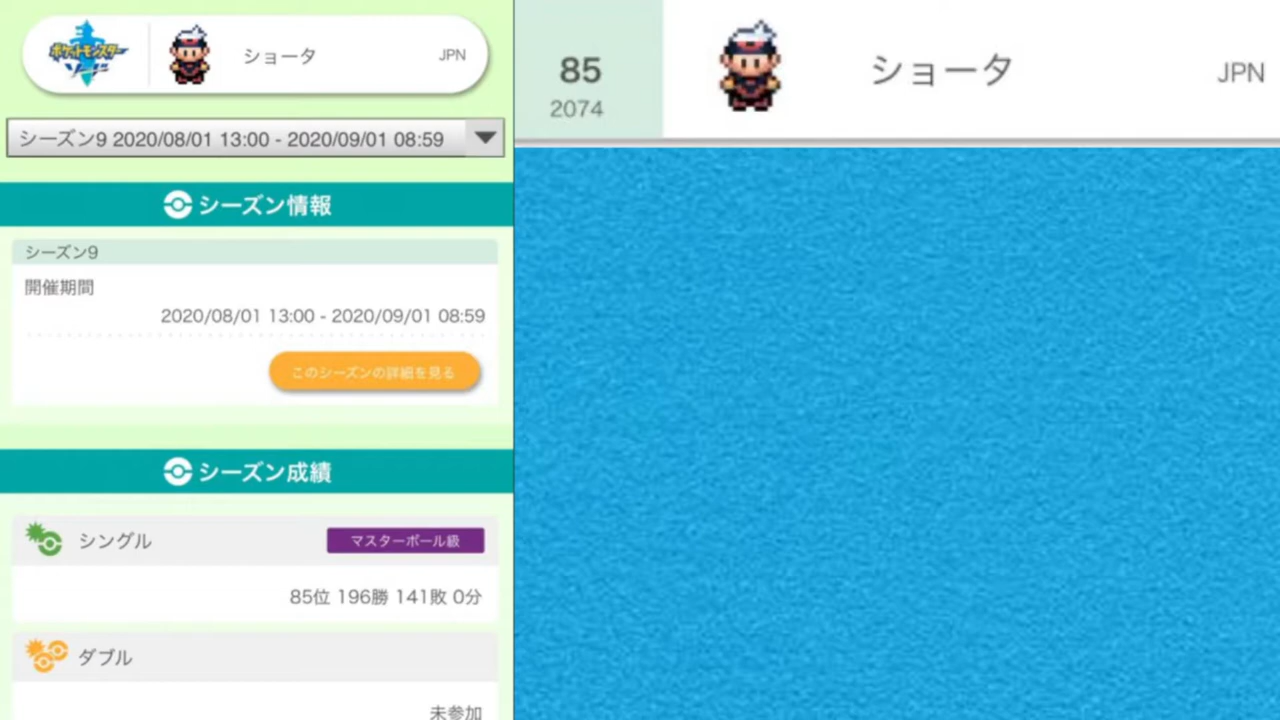 ポケットモンスター
ソード
ショータ
JPN
シーズン9 2020/08/01 13:00 - 2020/09/01 08:59
シーズン情報
シーズン9
開催期間
2020/08/01 13:00 - 2020/09/01 08:59
このシーズンの詳細を見る
シーズン成績
シングル
マスターボール級
85位 196勝 141敗 0分
ダブル
未参加
85
2074
ショータ
JPN